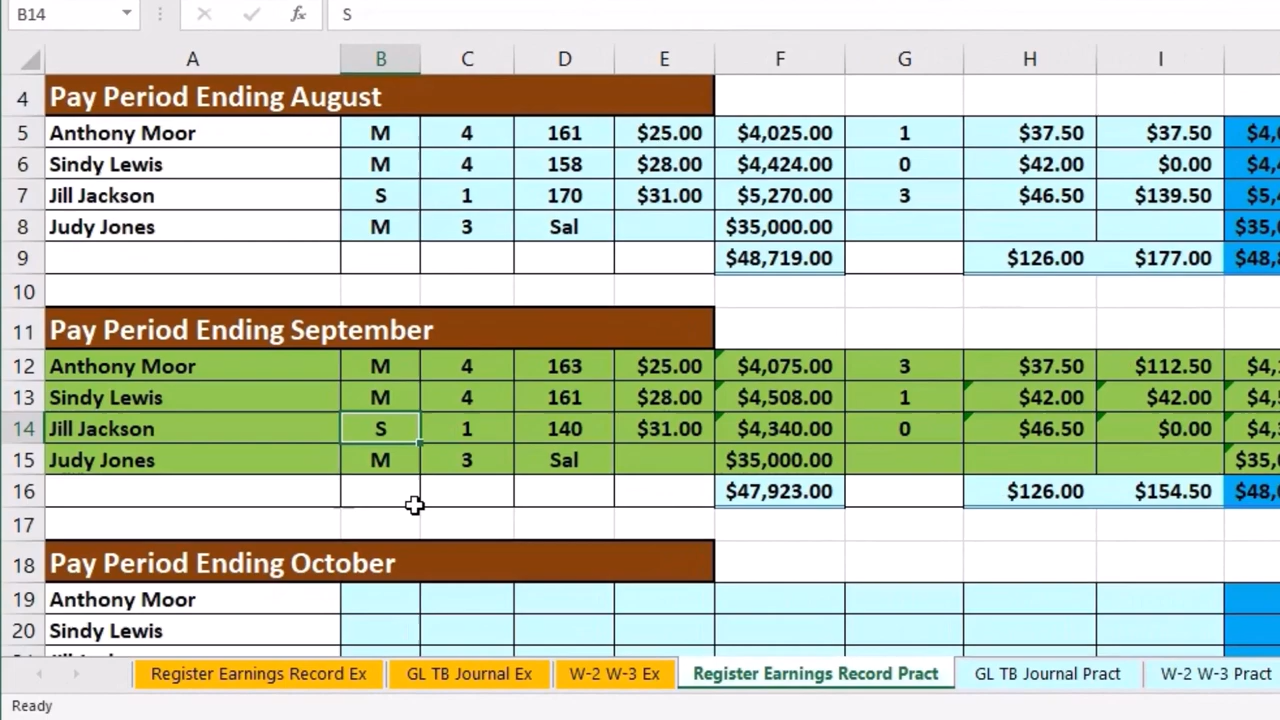 B14 fx S
A B C D E F G H I
4 Pay Period Ending August
5 Anthony Moor M 4 161 $25.00 $4,025.00 1 $37.50 $37.50
6 Sindy Lewis M 4 158 $28.00 $4,424.00 0 $42.00 $0.00
7 Jill Jackson S 1 170 $31.00 $5,270.00 3 $46.50 $139.50
8 Judy Jones M 3 Sal $35,000.00
9 $48,719.00 $126.00 $177.00
10
11 Pay Period Ending September
12 Anthony Moor M 4 163 $25.00 $4,075.00 3 $37.50 $112.50
13 Sindy Lewis M 4 161 $28.00 $4,508.00 1 $42.00 $42.00
14 Jill Jackson S 1 140 $31.00 $4,340.00 0 $46.50 $0.00
15 Judy Jones M 3 Sal $35,000.00
16 $47,923.00 $126.00 $154.50
17
18 Pay Period Ending October
19 Anthony Moor
20 Sindy Lewis
Register Earnings Record Ex GL TB Journal Ex W-2 W-3 Ex Register Earnings Record Pract GL TB Journal Pract W-2 W-3 Pract
Ready